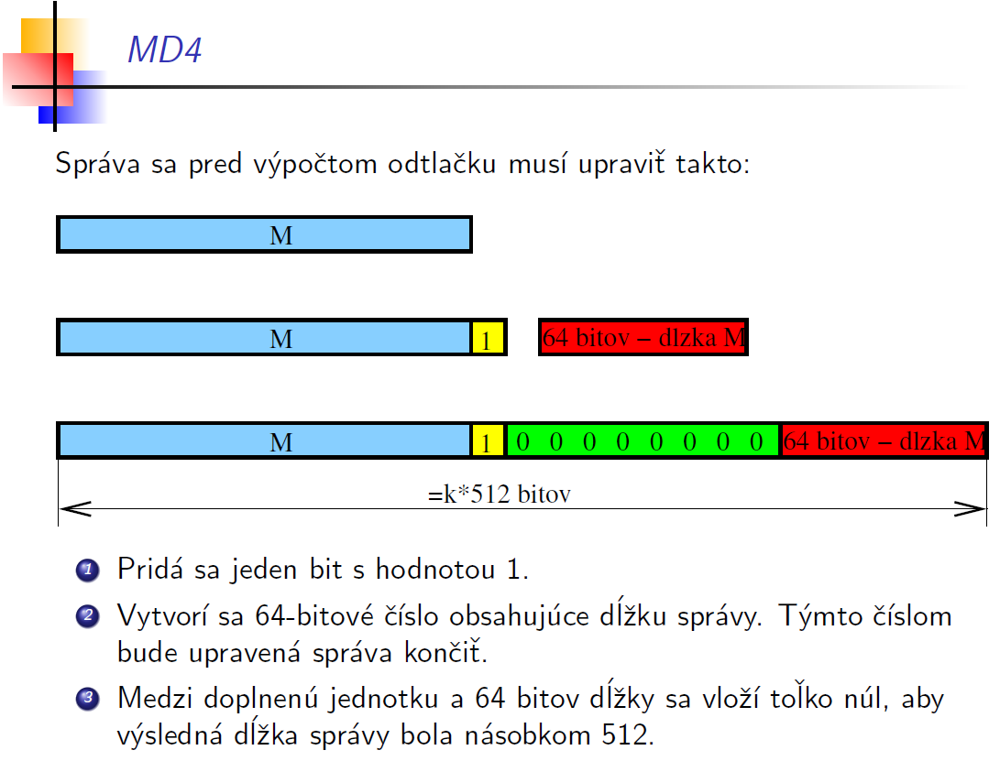 MD4
Správa sa pred výpočtom odtlačku musí upraviť takto:
M
M 1 64 bitov – dlzka M
M 1 0 0 0 0 0 0 0 0 64 bitov – dlzka M
=k*512 bitov
1 Pridá sa jeden bit s hodnotou 1.
2 Vytvorí sa 64-bitové číslo obsahujúce dĺžku správy. Týmto číslom
bude upravená správa končiť.
3 Medzi doplnenú jednotku a 64 bitov dĺžky sa vloží toľko núl, aby
výsledná dĺžka správy bola násobkom 512.